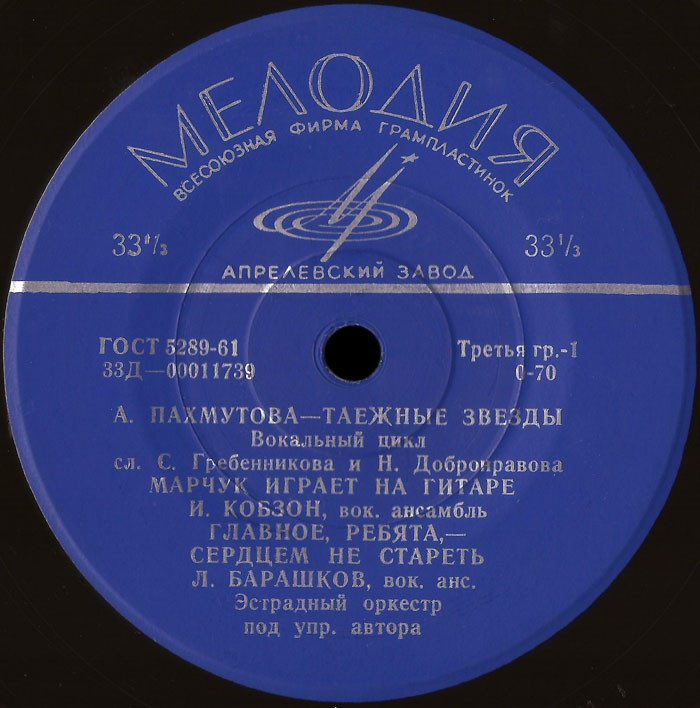 МЕЛОДИЯ
ВСЕСОЮЗНАЯ ФИРМА ГРАМПЛАСТИНОК
33⅓ 33⅓
АПРЕЛЕВСКИЙ ЗАВОД
ГОСТ 5289-61 Третья гр.-1
33Д—00011739 0-70
А. ПАХМУТОВА—ТАЕЖНЫЕ ЗВЕЗДЫ
Вокальный цикл
сл. С. Гребенникова и Н. Добронравова
МАРЧУК ИГРАЕТ НА ГИТАРЕ
И. КОБЗОН, вок. ансамбль
ГЛАВНОЕ, РЕБЯТА,—
СЕРДЦЕМ НЕ СТАРЕТЬ
Л. БАРАШКОВ, вок. анс.
Эстрадный оркестр
под упр. автора